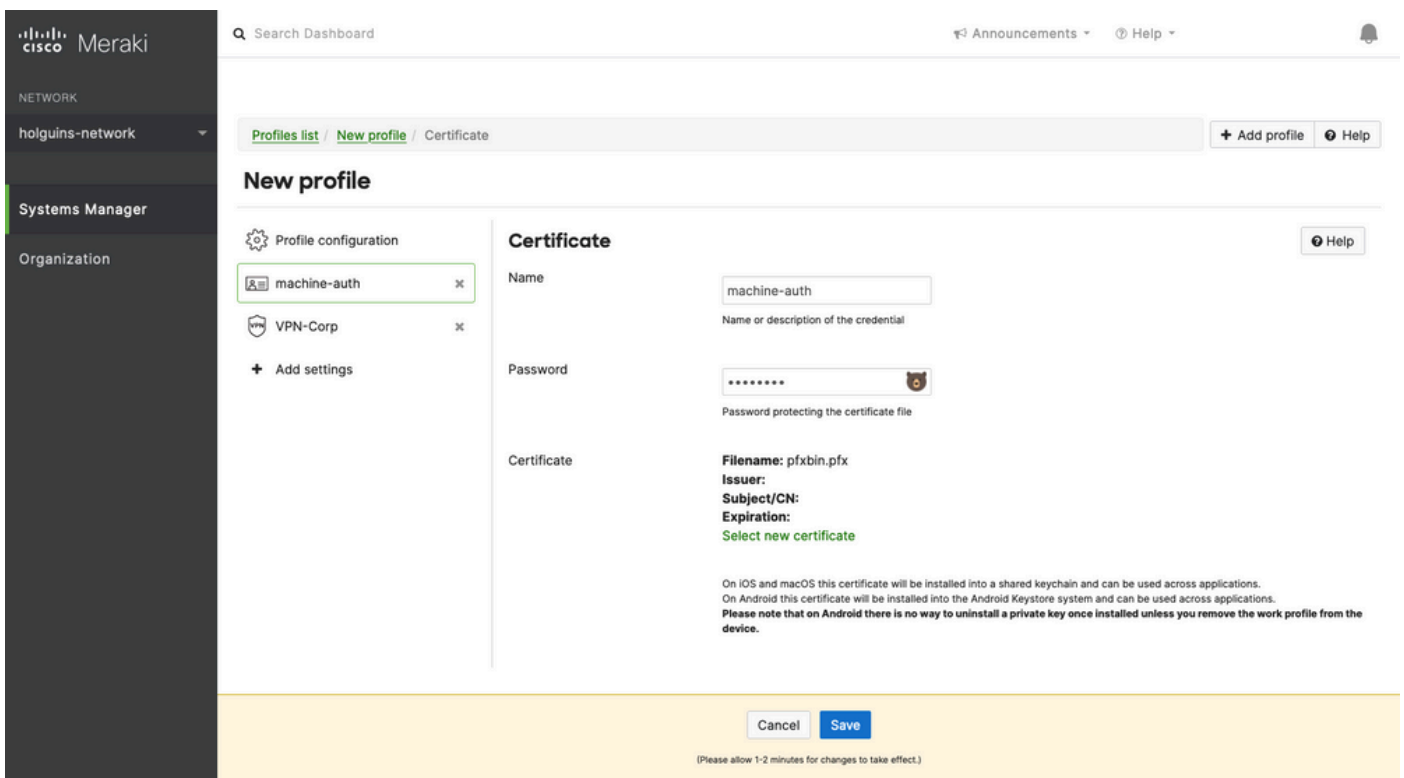 cisco Meraki
Search Dashboard
Announcements
Help
NETWORK
holguins-network
Systems Manager
Organization
Profiles list / New profile / Certificate
+ Add profile
Help
New profile
Profile configuration
machine-auth
VPN
VPN-Corp
+ Add settings
Certificate
Help
Name
machine-auth
Name or description of the credential
Password
••••••••
Password protecting the certificate file
Certificate
Filename: pfxbin.pfx
Issuer:
Subject/CN:
Expiration:
Select new certificate
On iOS and macOS this certificate will be installed into a shared keychain and can be used across applications.
On Android this certificate will be installed into the Android Keystore system and can be used across applications.
Please note that on Android there is no way to uninstall a private key once installed unless you remove the work profile from the
device.
Cancel
Save
(Please allow 1-2 minutes for changes to take effect.)